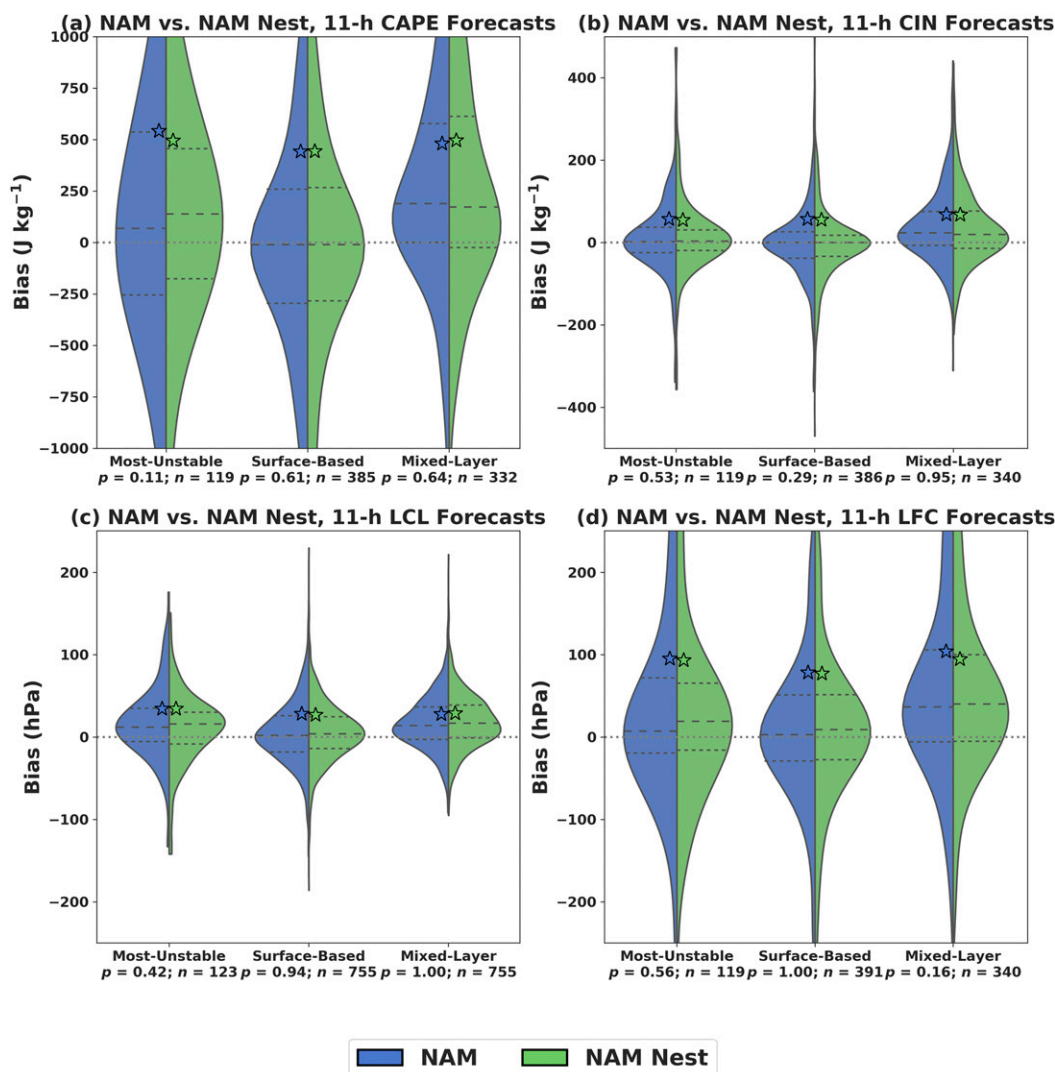 (a) NAM vs. NAM Nest, 11-h CAPE Forecasts
1000
750
500
250
0
−250
−500
−750
−1000
Bias (J kg⁻¹)
Most-Unstable Surface-Based Mixed-Layer
p = 0.11; n = 119 p = 0.61; n = 385 p = 0.64; n = 332
(b) NAM vs. NAM Nest, 11-h CIN Forecasts
400
200
0
−200
−400
Bias (J kg⁻¹)
Most-Unstable Surface-Based Mixed-Layer
p = 0.53; n = 119 p = 0.29; n = 386 p = 0.95; n = 340
(c) NAM vs. NAM Nest, 11-h LCL Forecasts
200
100
0
−100
−200
Bias (hPa)
Most-Unstable Surface-Based Mixed-Layer
p = 0.42; n = 123 p = 0.94; n = 755 p = 1.00; n = 755
(d) NAM vs. NAM Nest, 11-h LFC Forecasts
200
100
0
−100
−200
Bias (hPa)
Most-Unstable Surface-Based Mixed-Layer
p = 0.56; n = 119 p = 1.00; n = 391 p = 0.16; n = 340
NAM NAM Nest